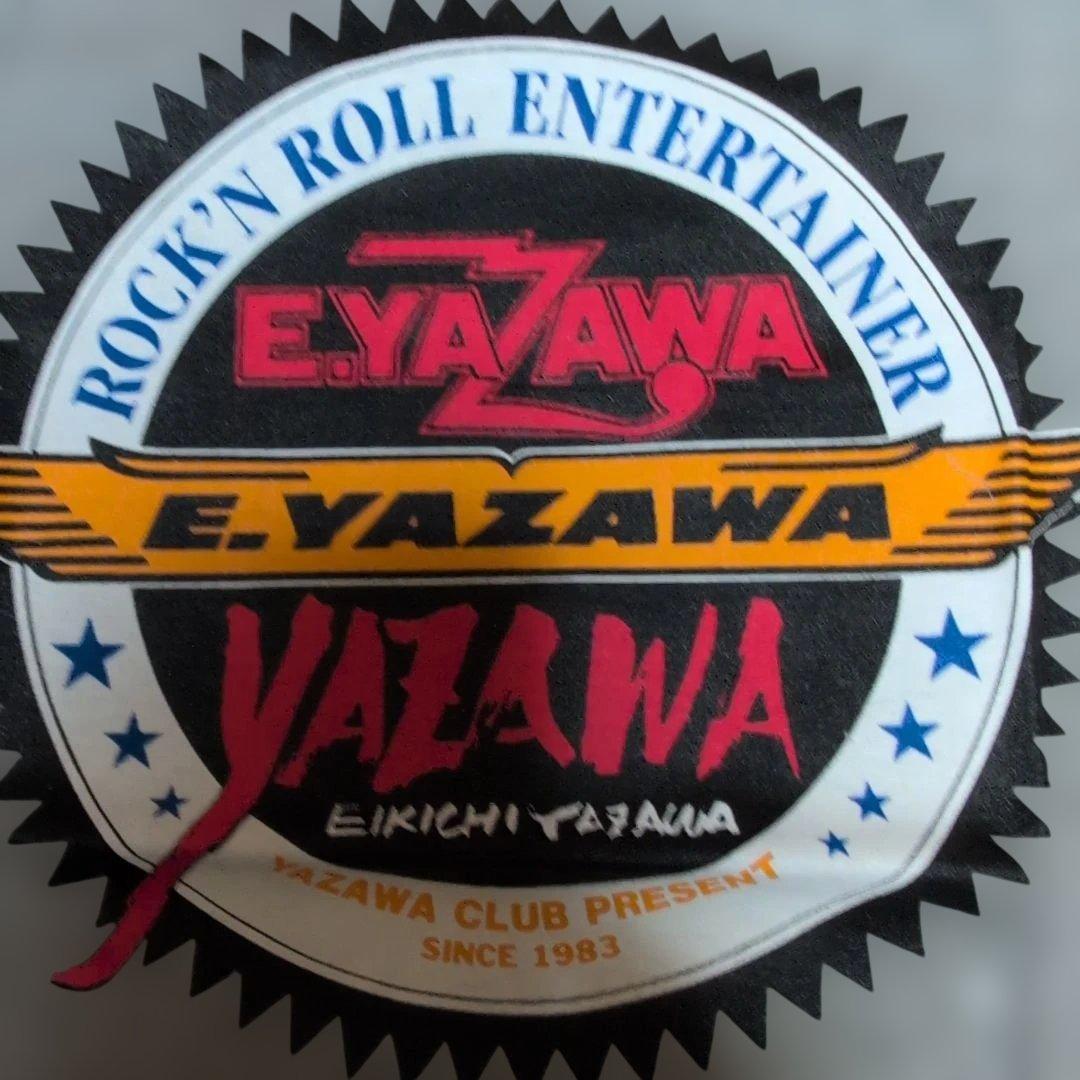 ROCK'N ROLL ENTERTAINER
E.YAZAWA
E.YAZAWA
YAZAWA
EIKICHI YAZAWA
YAZAWA CLUB PRESENT
SINCE 1983